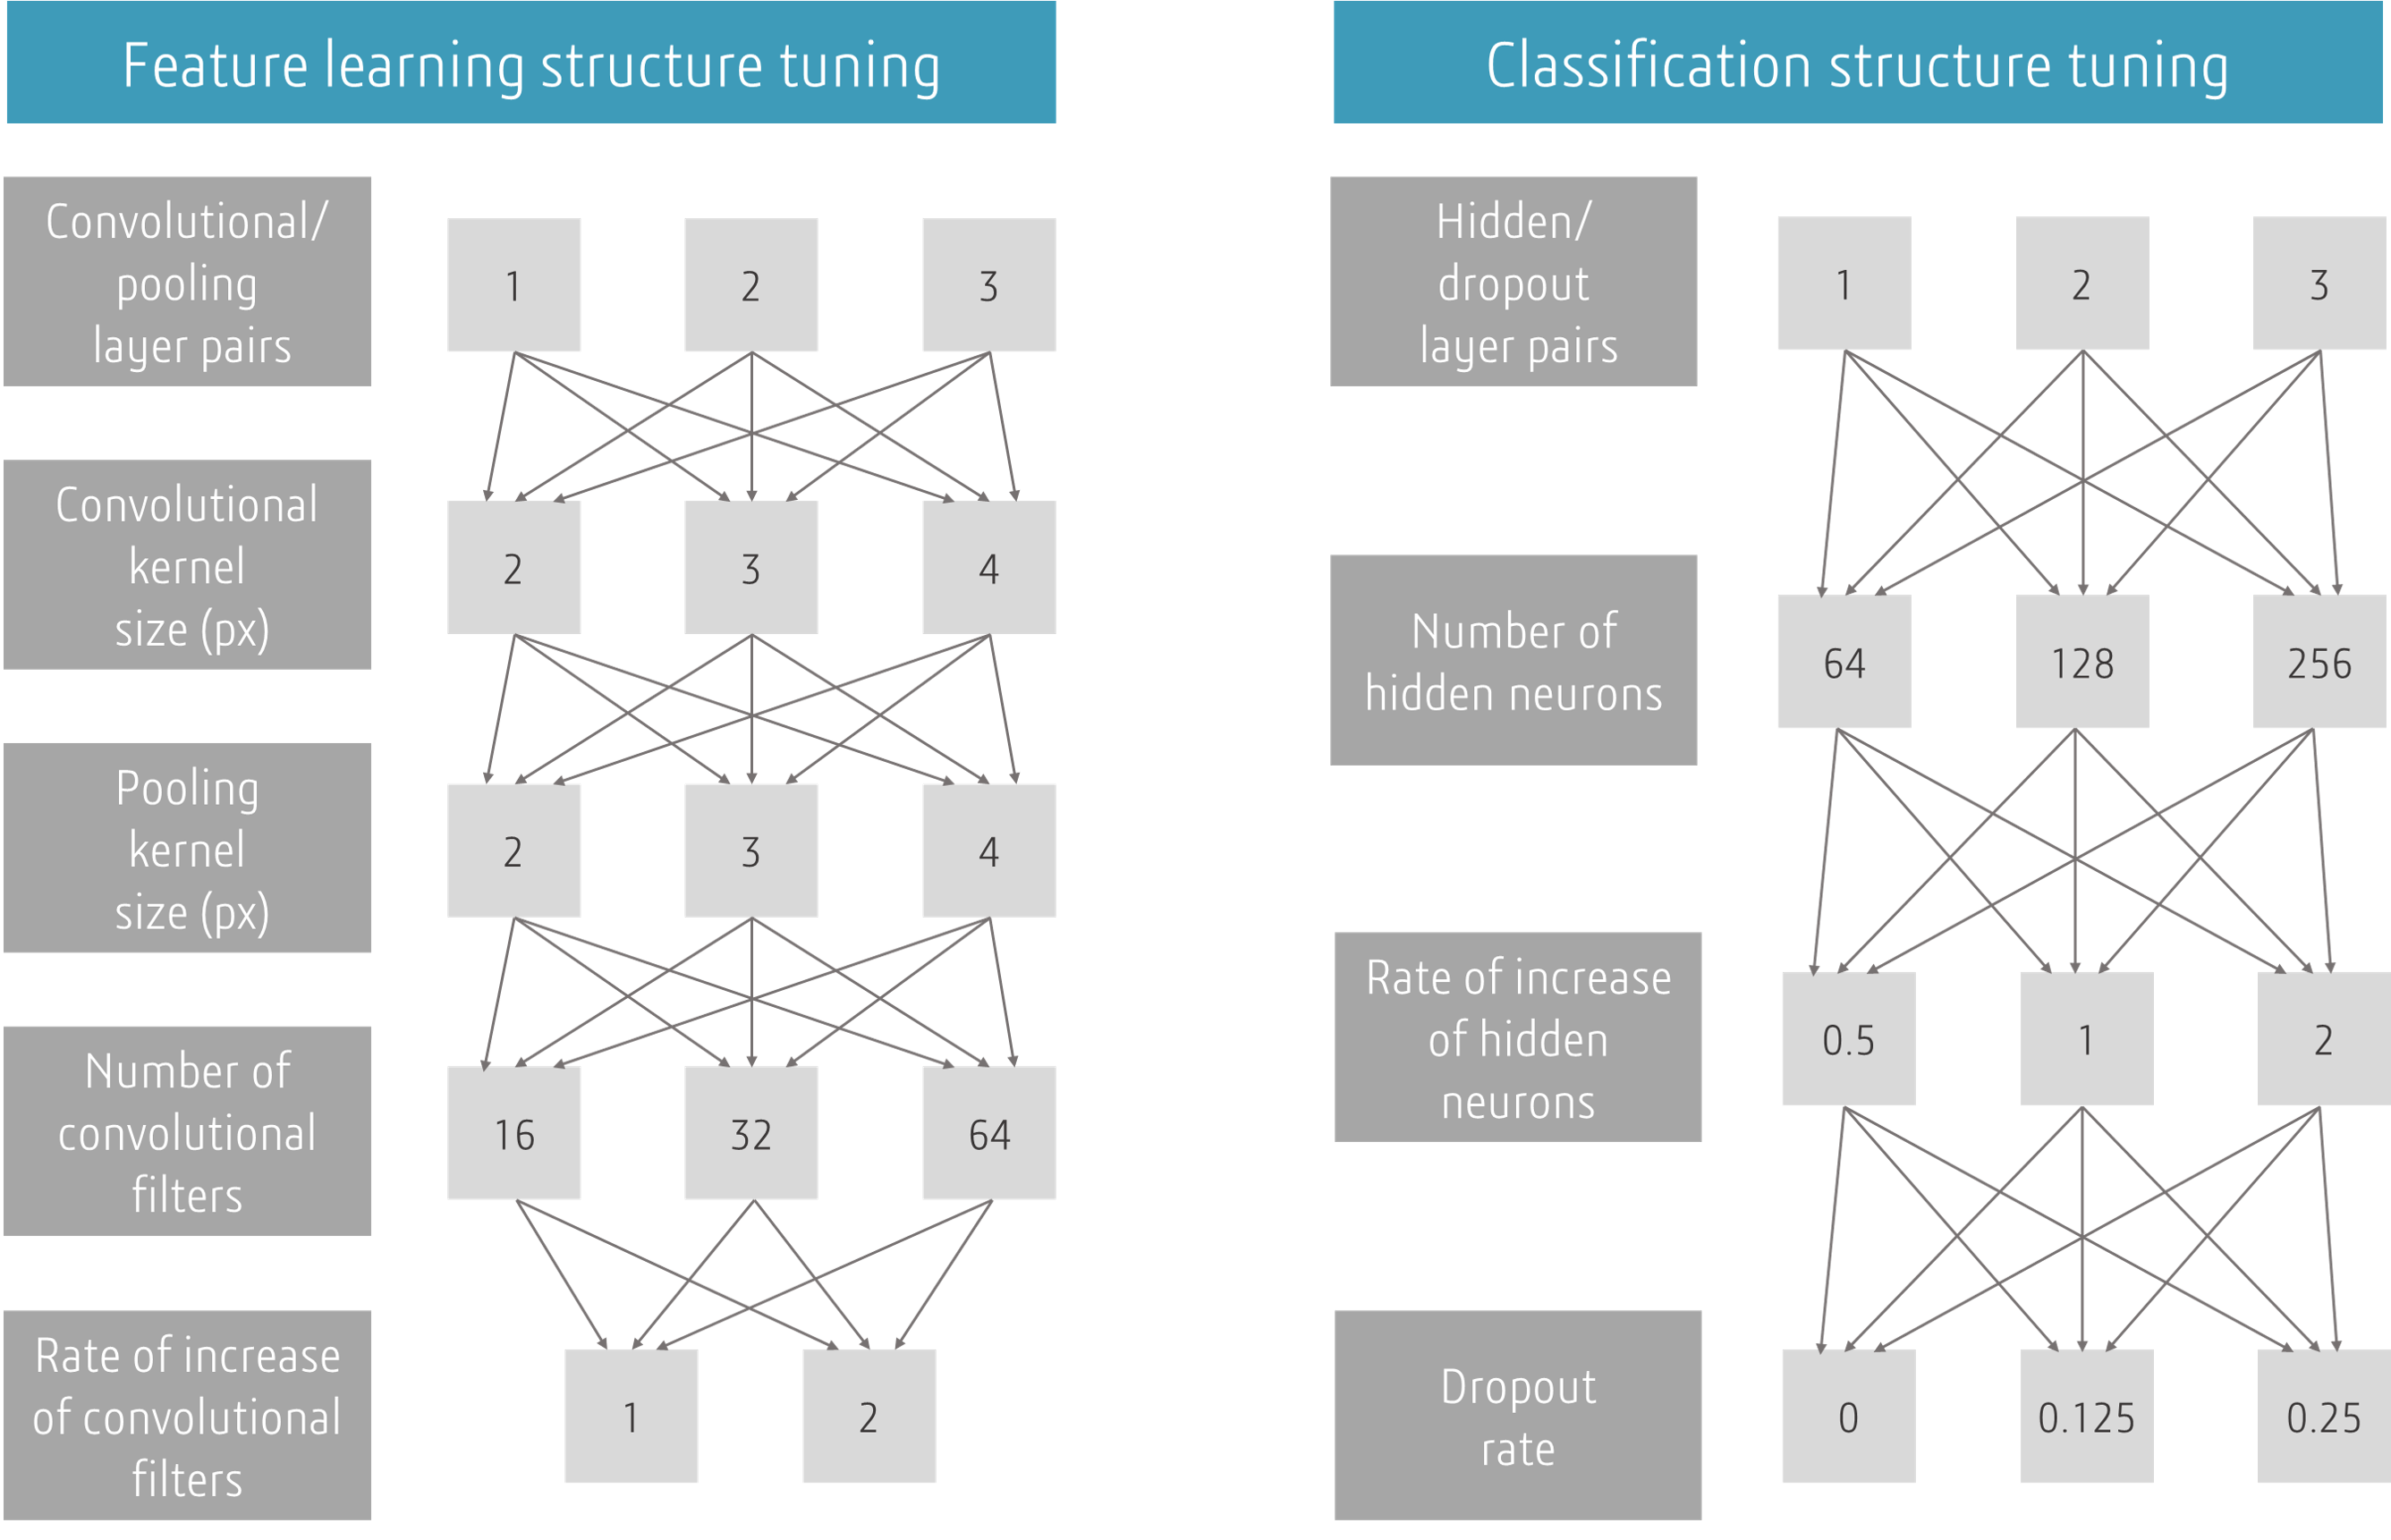 Feature learning structure tuning
Convolutional/
pooling
layer pairs
1 2 3
Convolutional
kernel
size (px)
2 3 4
Pooling
kernel
size (px)
2 3 4
Number of
convolutional
filters
16 32 64
Rate of increase
of convolutional
filters
1 2
Classification structure tuning
Hidden/
dropout
layer pairs
1 2 3
Number of
hidden neurons
64 128 256
Rate of increase
of hidden
neurons
0.5 1 2
Dropout
rate
0 0.125 0.25